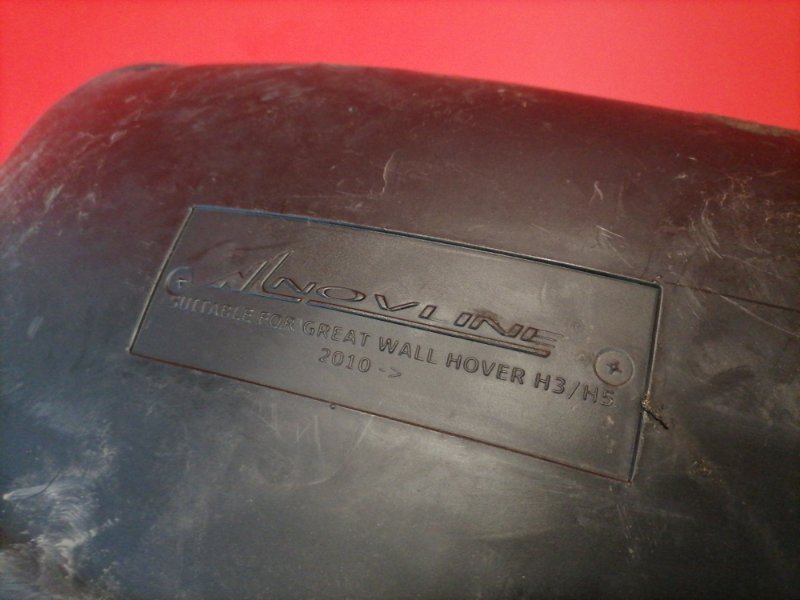 NOVLINE
SUITABLE FOR GREAT WALL HOVER H3/H5
2010 ->